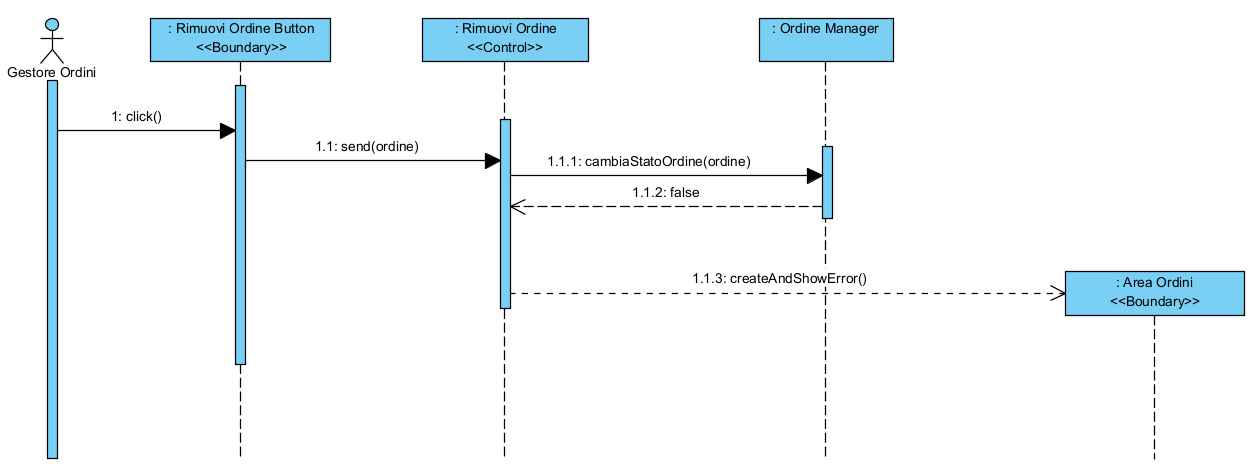 : Rimuovi Ordine Button
<<Boundary>>
: Rimuovi Ordine
<<Control>>
: Ordine Manager
Gestore Ordini
1: click()
1.1: send(ordine)
1.1.1: cambiaStatoOrdine(ordine)
1.1.2: false
1.1.3: createAndShowError()
: Area Ordini
<<Boundary>>